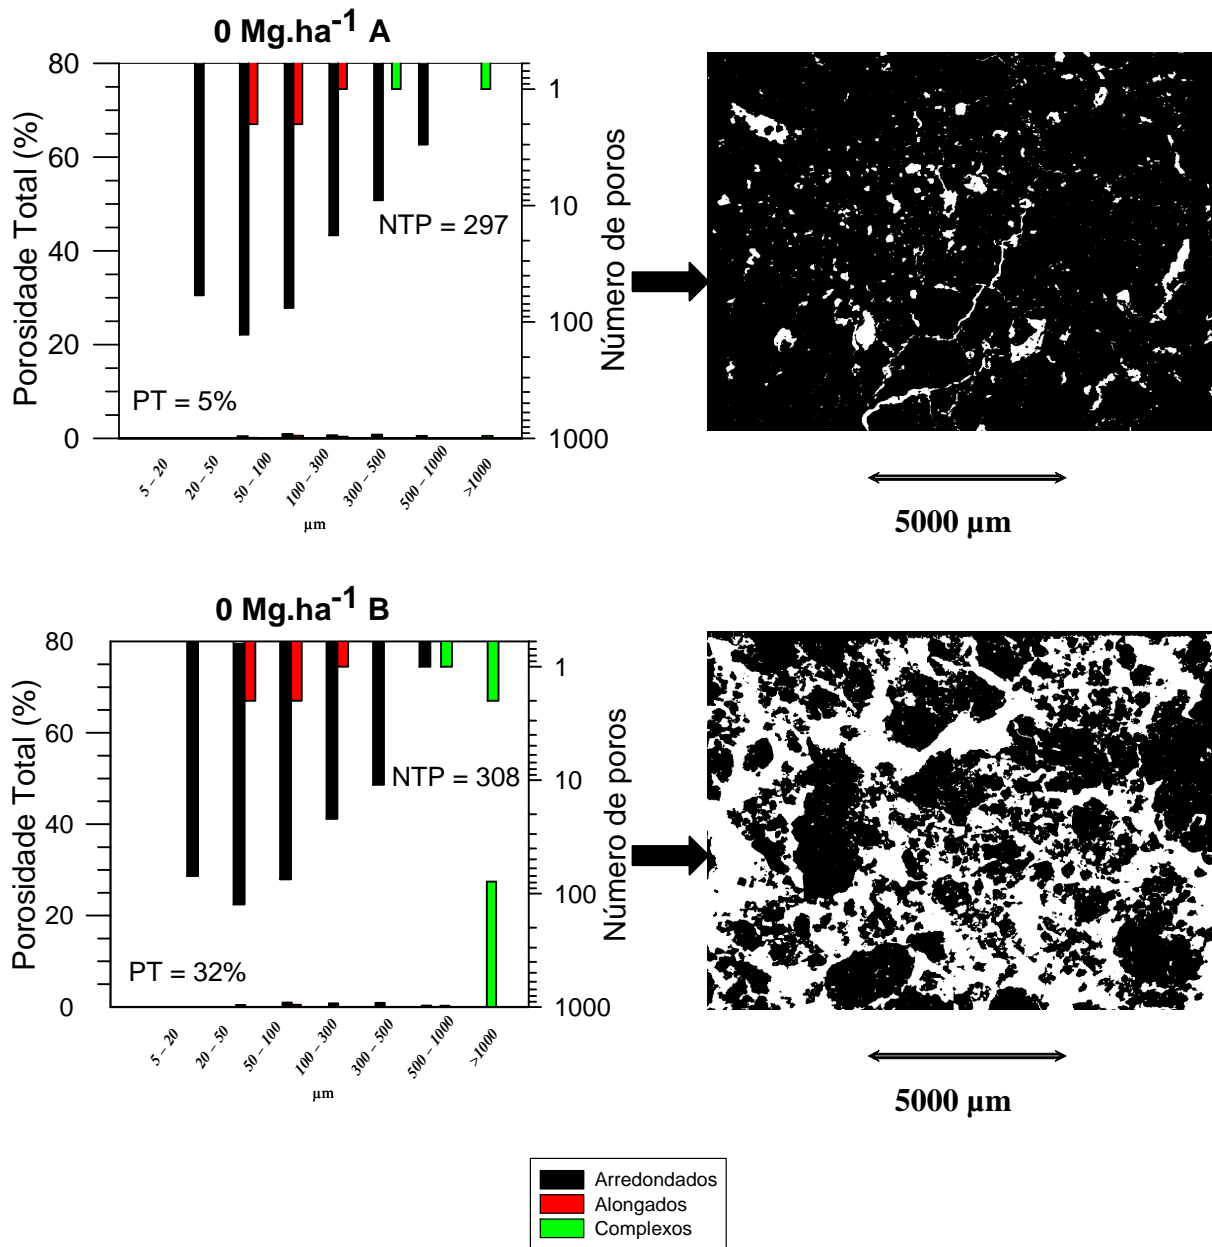 0 Mg.ha-1 A
Porosidade Total (%)
80
60
40
20
0
NTP = 297
PT = 5%
1
10
100
1000
Número de poros
5 – 20
20 – 50
50 – 100
100 – 300
300 – 500
500 – 1000
>1000
µm
5000 µm
0 Mg.ha-1 B
Porosidade Total (%)
80
60
40
20
0
NTP = 308
PT = 32%
1
10
100
1000
Número de poros
5 – 20
20 – 50
50 – 100
100 – 300
300 – 500
500 – 1000
>1000
µm
5000 µm
Arredondados
Alongados
Complexos